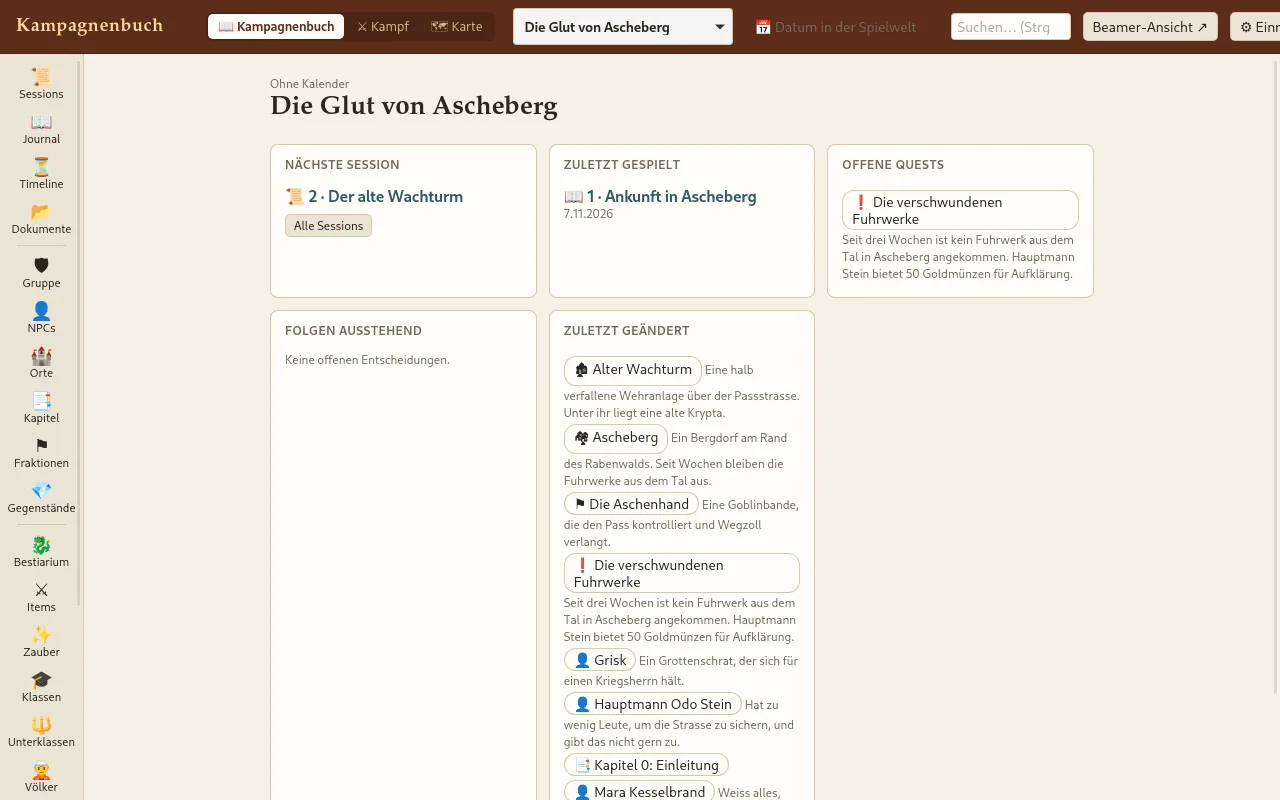 Kampagnenbuch
Kampagnenbuch
Kampf
Karte
Die Glut von Ascheberg
Datum in der Spielwelt
Suchen… (Strg
Beamer-Ansicht ↗
Einr
Sessions
Journal
Timeline
Dokumente
Gruppe
NPCs
Orte
Kapitel
Fraktionen
Gegenstände
Bestiarium
Items
Zauber
Klassen
Unterklassen
Völker
Ohne Kalender
Die Glut von Ascheberg
NÄCHSTE SESSION
2 · Der alte Wachturm
Alle Sessions
ZULETZT GESPIELT
1 · Ankunft in Ascheberg
7.11.2026
OFFENE QUESTS
❗ Die verschwundenen
Fuhrwerke
Seit drei Wochen ist kein Fuhrwerk aus dem
Tal in Ascheberg angekommen. Hauptmann
Stein bietet 50 Goldmünzen für Aufklärung.
FOLGEN AUSSTEHEND
Keine offenen Entscheidungen.
ZULETZT GEÄNDERT
Alter Wachturm Eine halb
verfallene Wehranlage über der Passstrasse.
Unter ihr liegt eine alte Krypta.
Ascheberg Ein Bergdorf am Rand
des Rabenwalds. Seit Wochen bleiben die
Fuhrwerke aus dem Tal aus.
Die Aschenhand Eine Goblinbande,
die den Pass kontrolliert und Wegzoll
verlangt.
❗ Die verschwundenen
Fuhrwerke
Seit drei Wochen ist kein Fuhrwerk aus dem
Tal in Ascheberg angekommen. Hauptmann
Stein bietet 50 Goldmünzen für Aufklärung.
Grisk Ein Grottenschrat, der sich für
einen Kriegsherrn hält.
Hauptmann Odo Stein Hat zu
wenig Leute, um die Strasse zu sichern, und
gibt das nicht gern zu.
Kapitel 0: Einleitung
Mara Kesselbrand Weiss alles,